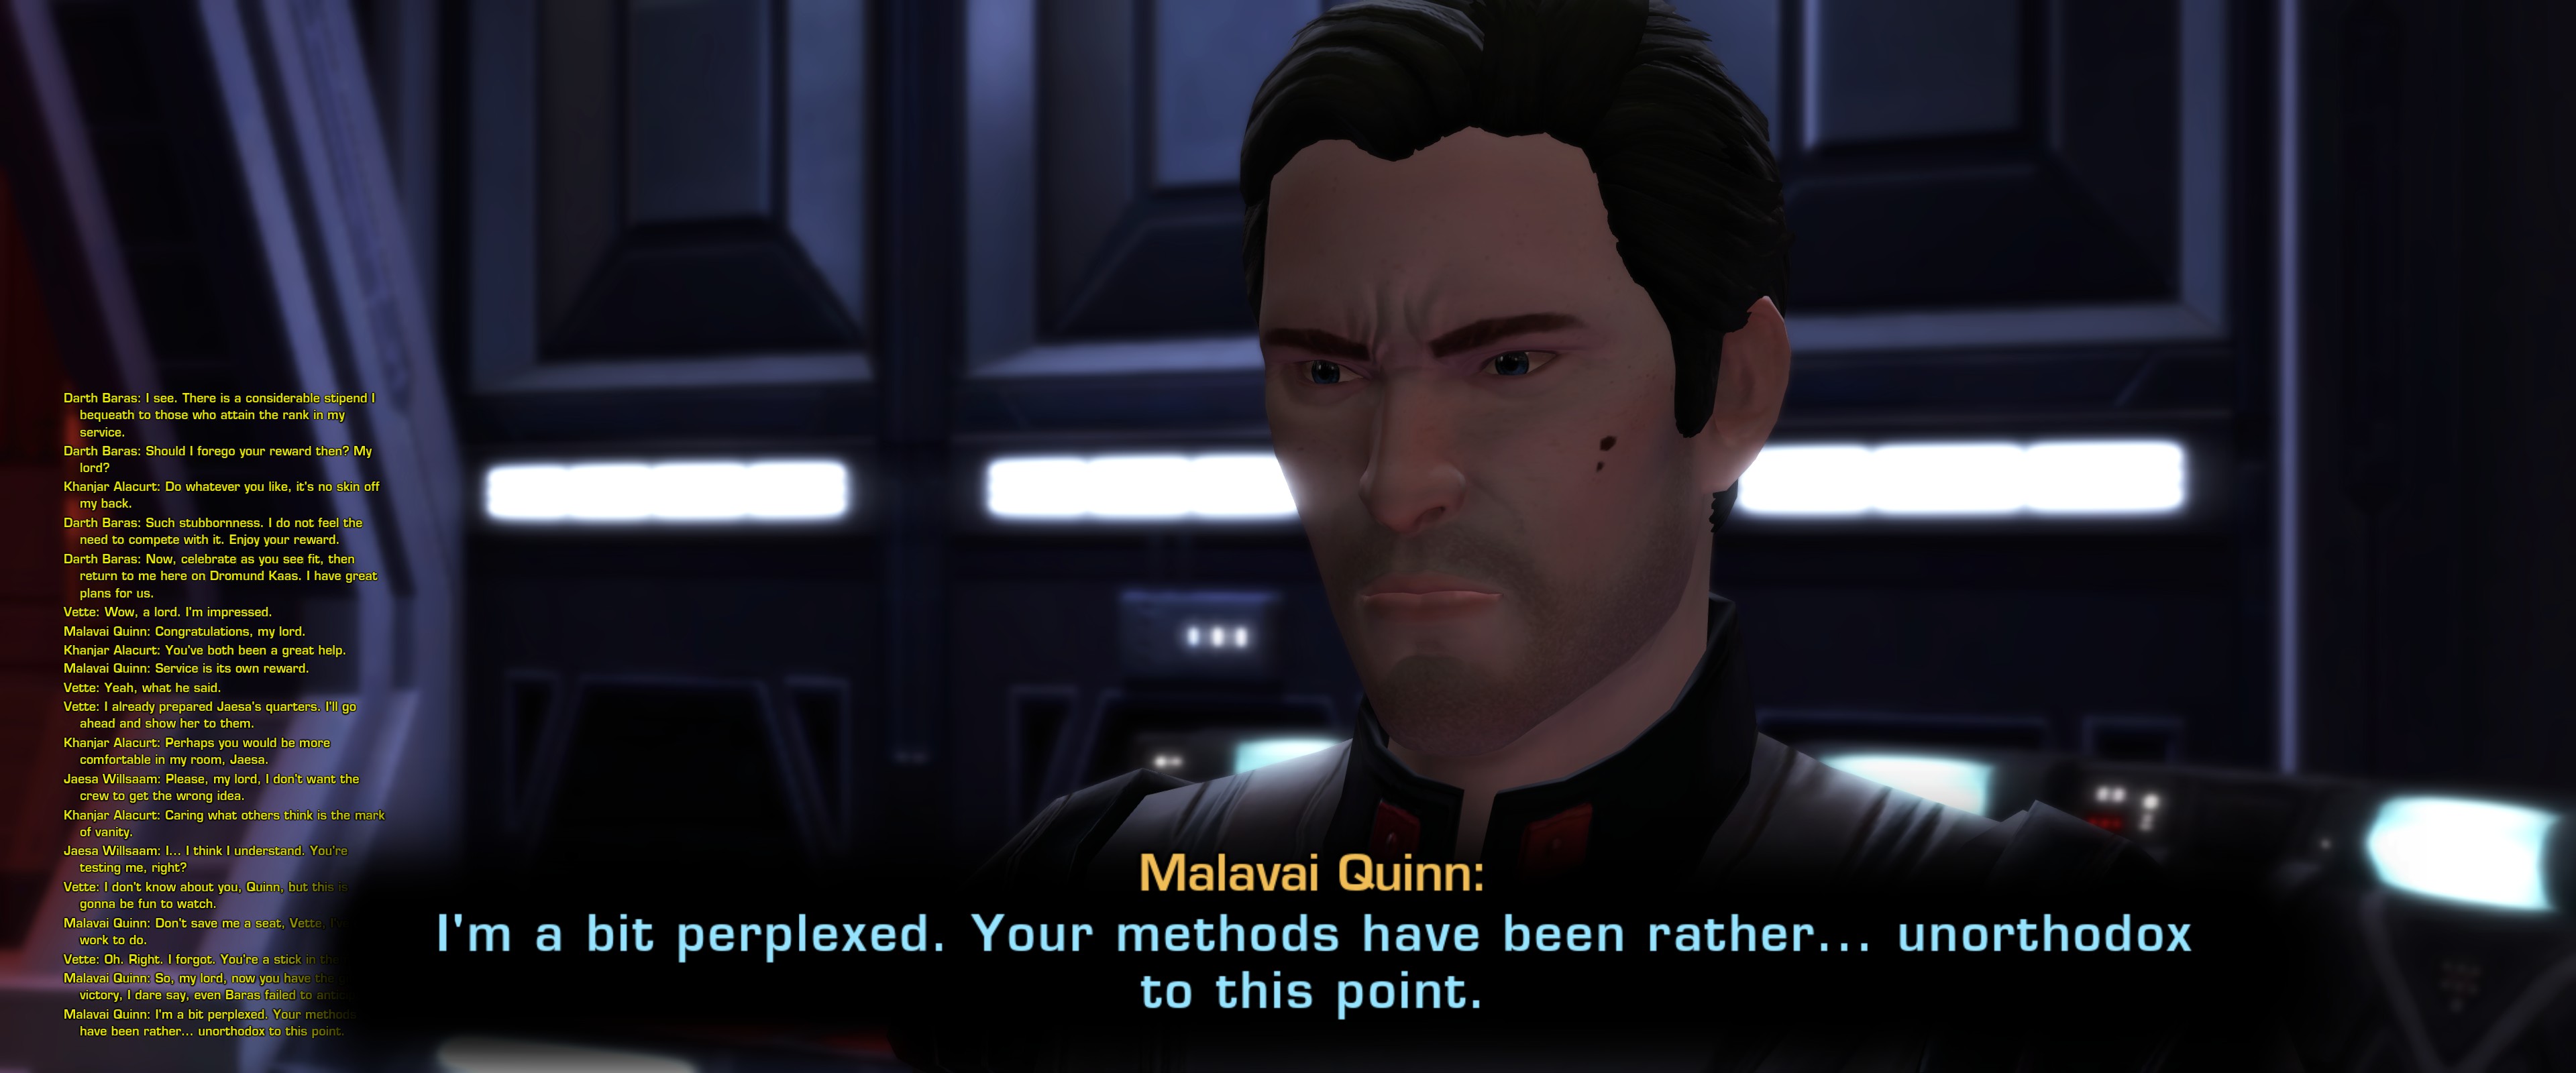 Darth Baras: I see. There is a considerable stipend I
bequeath to those who attain the rank in my
service.
Darth Baras: Should I forego your reward then? My
lord?
Khanjar Alacurt: Do whatever you like, it's no skin off
my back.
Darth Baras: Such stubbornness. I do not feel the
need to compete with it. Enjoy your reward.
Darth Baras: Now, celebrate as you see fit, then
return to me here on Dromund Kaas. I have great
plans for us.
Vette: Wow, a lord. I'm impressed.
Malavai Quinn: Congratulations, my lord.
Khanjar Alacurt: You've both been a great help.
Malavai Quinn: Service is its own reward.
Vette: Yeah, what he said.
Vette: I already prepared Jaesa's quarters. I'll go
ahead and show her to them.
Khanjar Alacurt: Perhaps you would be more
comfortable in my room, Jaesa.
Jaesa Willsaam: Please, my lord, I don't want the
crew to get the wrong idea.
Khanjar Alacurt: Caring what others think is the mark
of vanity.
Jaesa Willsaam: I... I think I understand. You're
testing me, right?
Vette: I don't know about you, Quinn, but this is
gonna be fun to watch.
Malavai Quinn: Don't save me a seat, Vette.
work to do.
Vette: Oh. Right. I forgot. You're a stick in the
Malavai Quinn: So, my lord, now you have the
victory, I dare say, even Baras failed to
Malavai Quinn: I'm a bit perplexed. Your methods
have been rather... unorthodox to this point.
Malavai Quinn:
I'm a bit perplexed. Your methods have been rather... unorthodox
to this point.